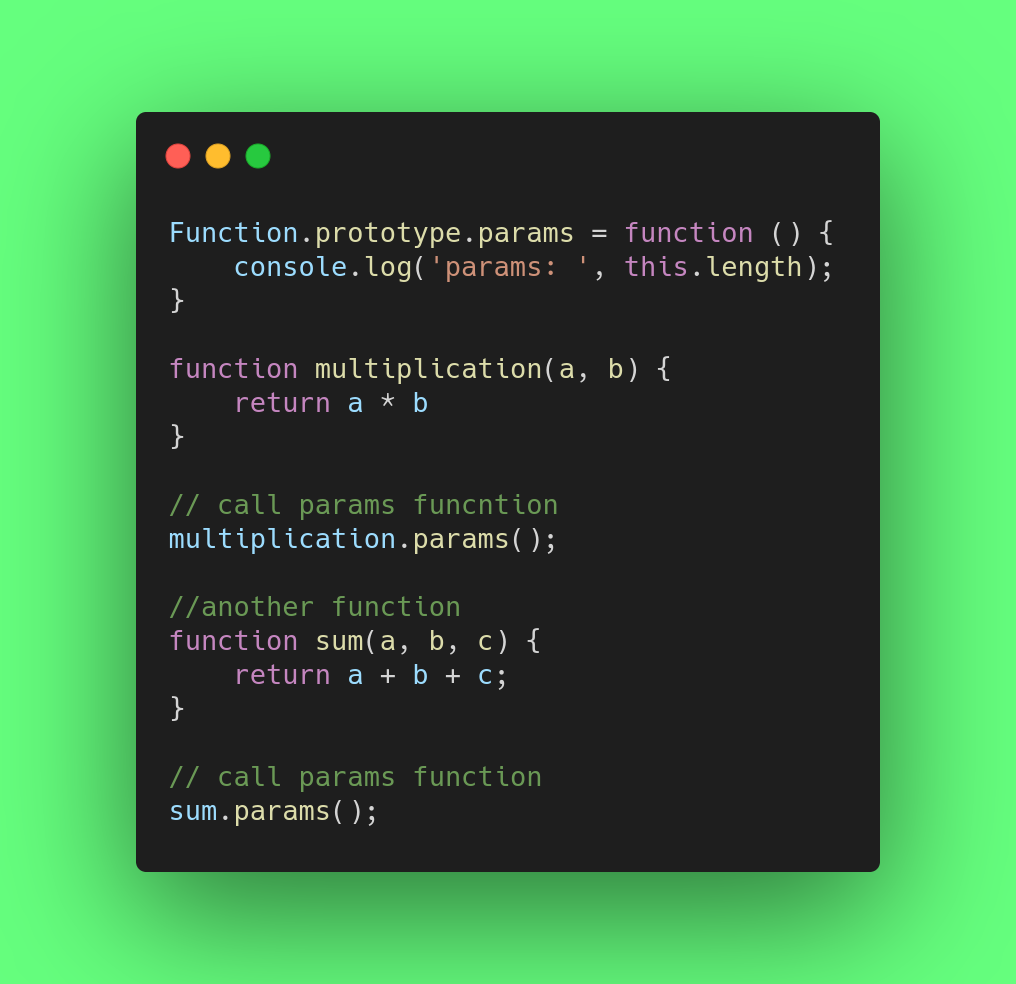 Function.prototype.params = function () {
    console.log('params: ', this.length);
}

function multiplication(a, b) {
    return a * b
}

// call params funcntion
multiplication.params();

//another function
function sum(a, b, c) {
    return a + b + c;
}

// call params function
sum.params();